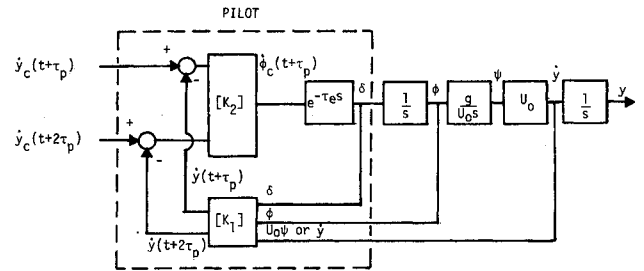 PILOT
ẏc(t+τp)
+
-
φ̇c(t+τp)
[K2]
e-τes
δ
1/s
φ
g/U0s
ψ
U0
ẏ
1/s
y
ẏc(t+2τp)
+
-
ẏ(t+τp)
[K1]
δ
φ
U0ψ or ẏ
ẏ(t+2τp)